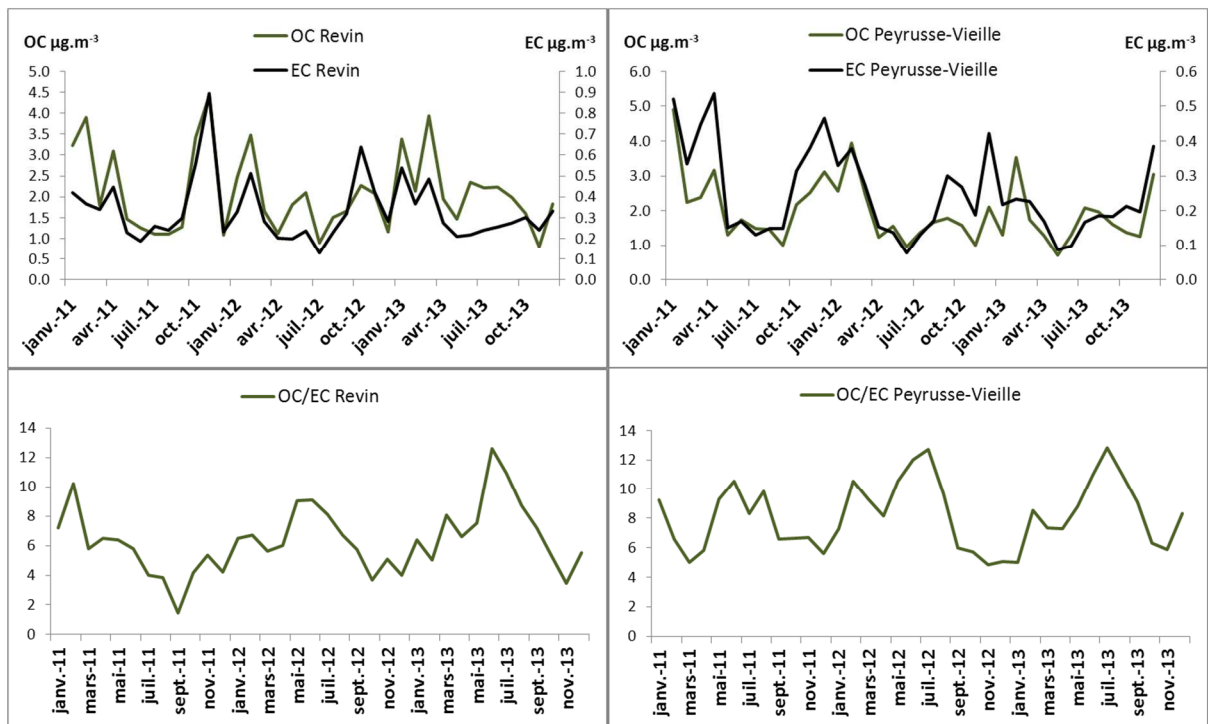 OC µg.m-3
OC Revin
EC µg.m-3
EC Revin
5.0
4.5
4.0
3.5
3.0
2.5
2.0
1.5
1.0
0.5
0.0
1.0
0.9
0.8
0.7
0.6
0.5
0.4
0.3
0.2
0.1
0.0
janv.-11
avr.-11
juil.-11
oct.-11
janv.-12
avr.-12
juil.-12
oct.-12
janv.-13
avr.-13
juil.-13
oct.-13
OC µg.m-3
OC Peyrusse-Vieille
EC µg.m-3
EC Peyrusse-Vieille
6.0
5.0
4.0
3.0
2.0
1.0
0.0
0.6
0.5
0.4
0.3
0.2
0.1
0.0
janv.-11
avr.-11
juil.-11
oct.-11
janv.-12
avr.-12
juil.-12
oct.-12
janv.-13
avr.-13
juil.-13
oct.-13
OC/EC Revin
14
12
10
8
6
4
2
0
janv.-11
mars-11
mai-11
juil.-11
sept.-11
nov.-11
janv.-12
mars-12
mai-12
juil.-12
sept.-12
nov.-12
janv.-13
mars-13
mai-13
juil.-13
sept.-13
nov.-13
OC/EC Peyrusse-Vieille
14
12
10
8
6
4
2
0
janv.-11
mars-11
mai-11
juil.-11
sept.-11
nov.-11
janv.-12
mars-12
mai-12
juil.-12
sept.-12
nov.-12
janv.-13
mars-13
mai-13
juil.-13
sept.-13
nov.-13